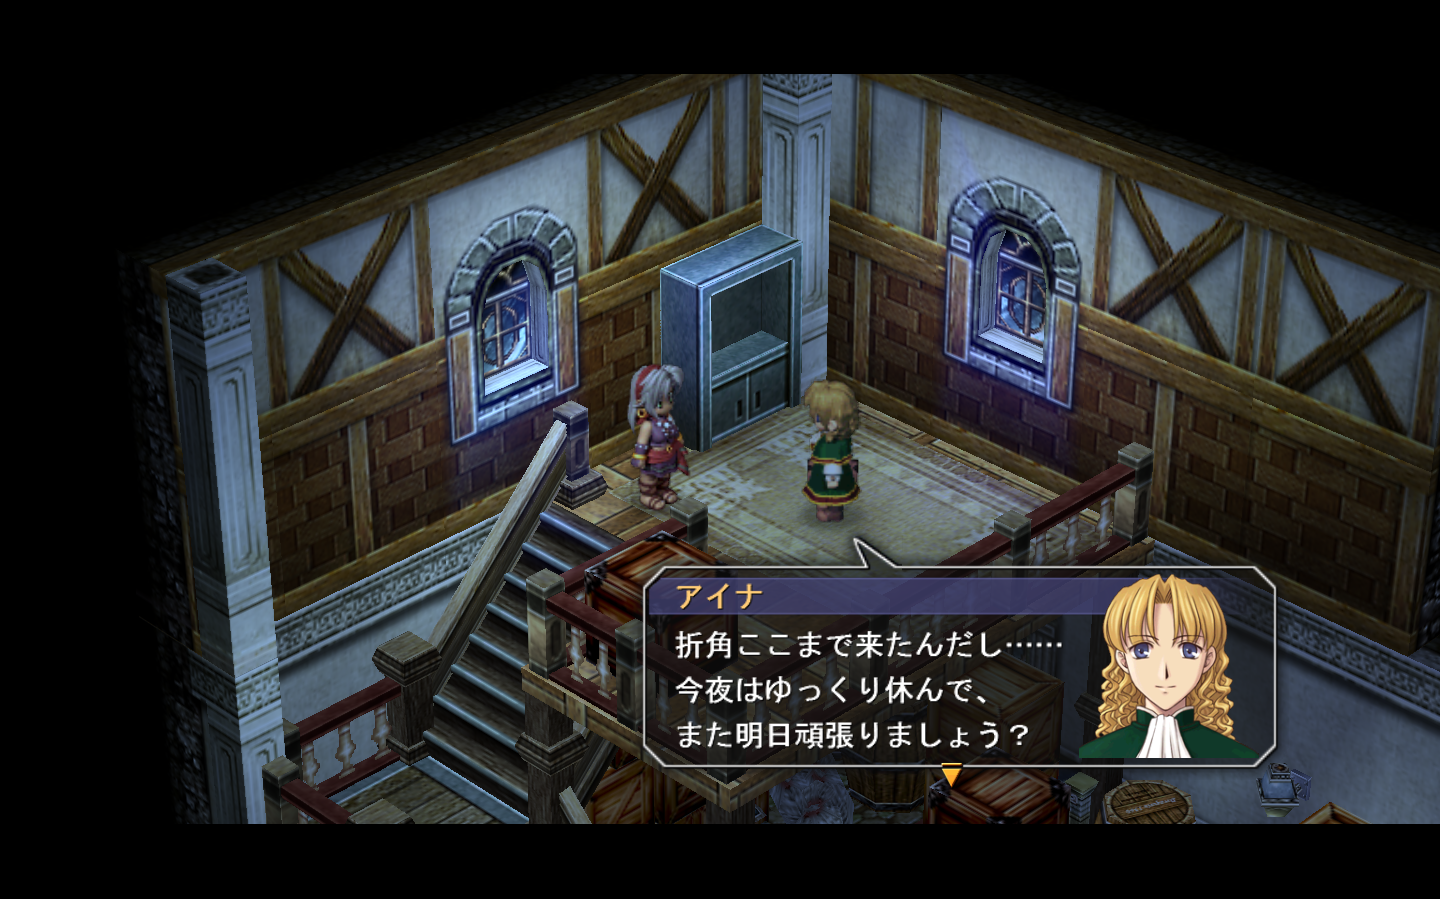 アイナ
折角ここまで来たんだし……
今夜はゆっくり休んで、
また明日頑張りましょう？